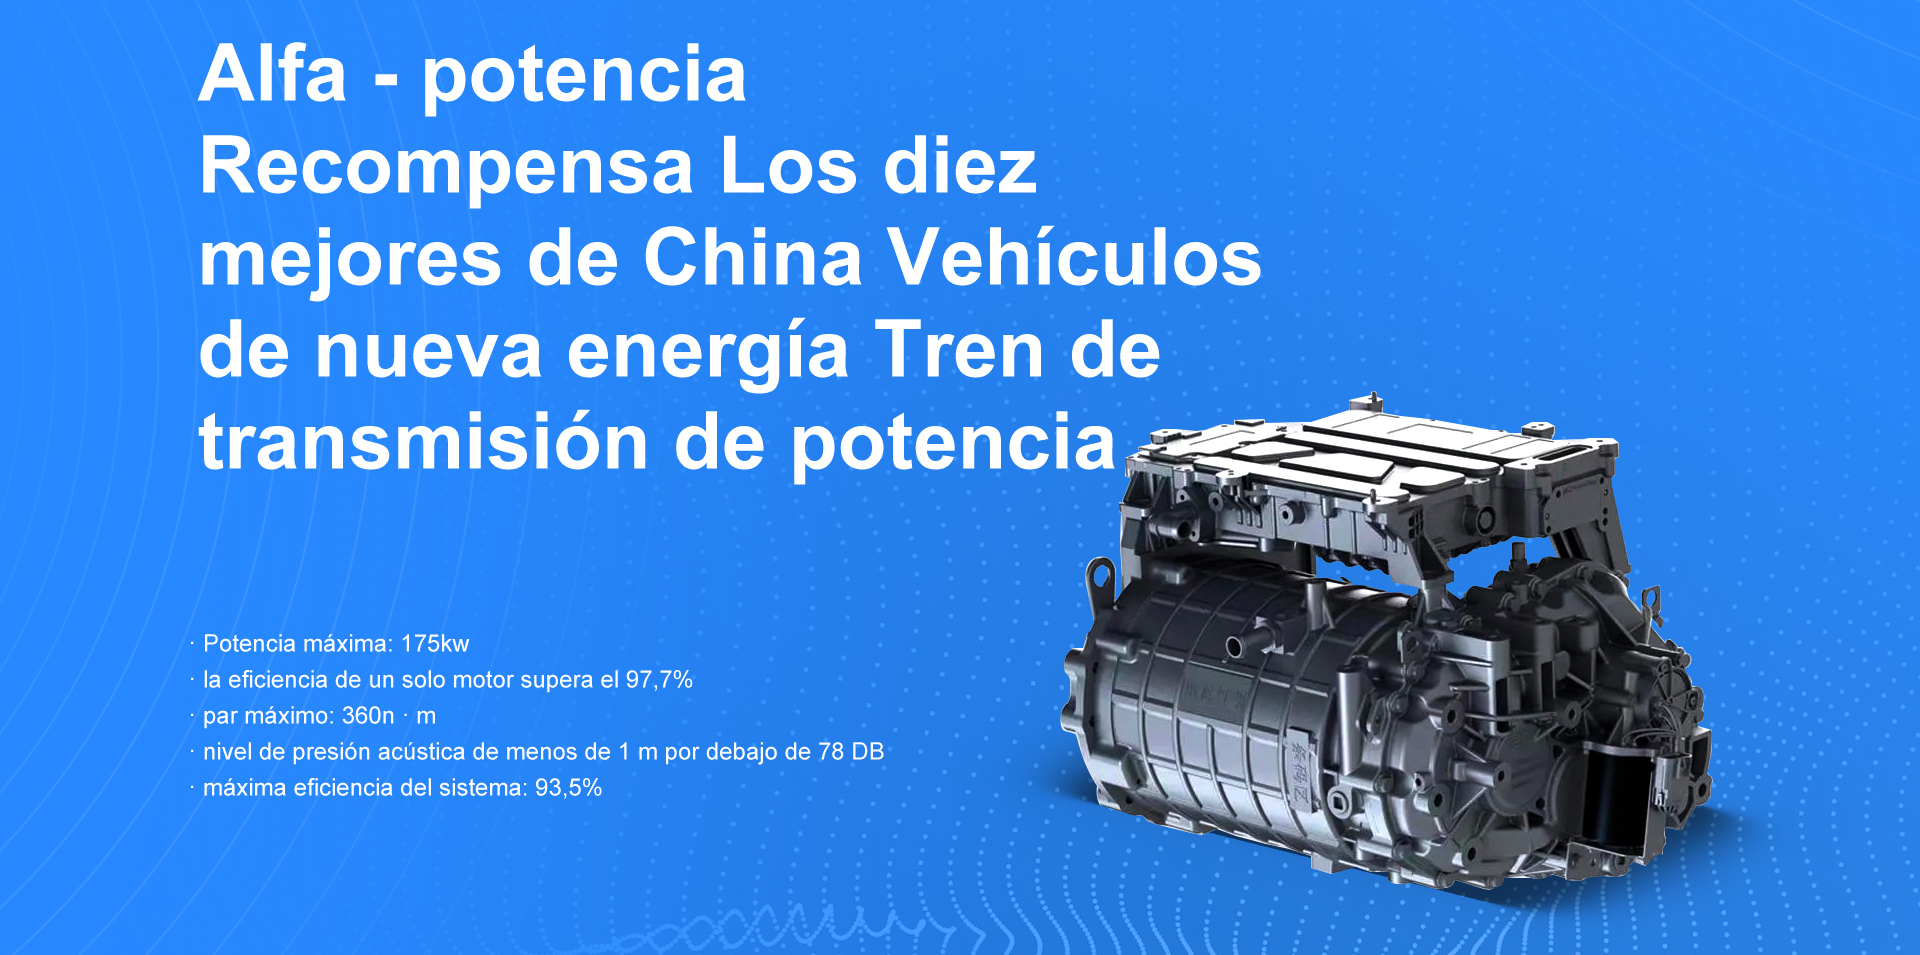 Alfa - potencia
Recompensa Los diez
mejores de China Vehículos
de nueva energía Tren de
transmisión de potencia
· Potencia máxima: 175kw
· la eficiencia de un solo motor supera el 97,7%
· par máximo: 360n · m
· nivel de presión acústica de menos de 1 m por debajo de 78 DB
· máxima eficiencia del sistema: 93,5%